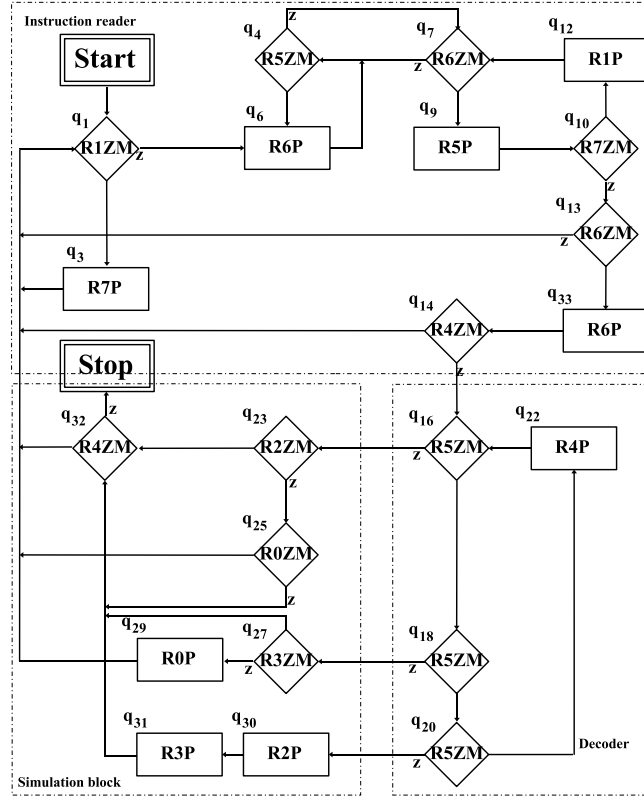 Instruction reader
Start
q4
z
R5ZM
q7
R6ZM
z
q12
R1P
q1
R1ZM
z
q6
R6P
q9
R5P
q10
R7ZM
z
q13
R6ZM
z
q3
R7P
q14
R4ZM
z
q33
R6P
Stop
z
q32
R4ZM
q23
R2ZM
z
q16
R5ZM
z
q22
R4P
q25
R0ZM
z
q29
R0P
q27
R3ZM
z
q18
R5ZM
z
q31
R3P
q30
R2P
q20
R5ZM
z
Decoder
Simulation block